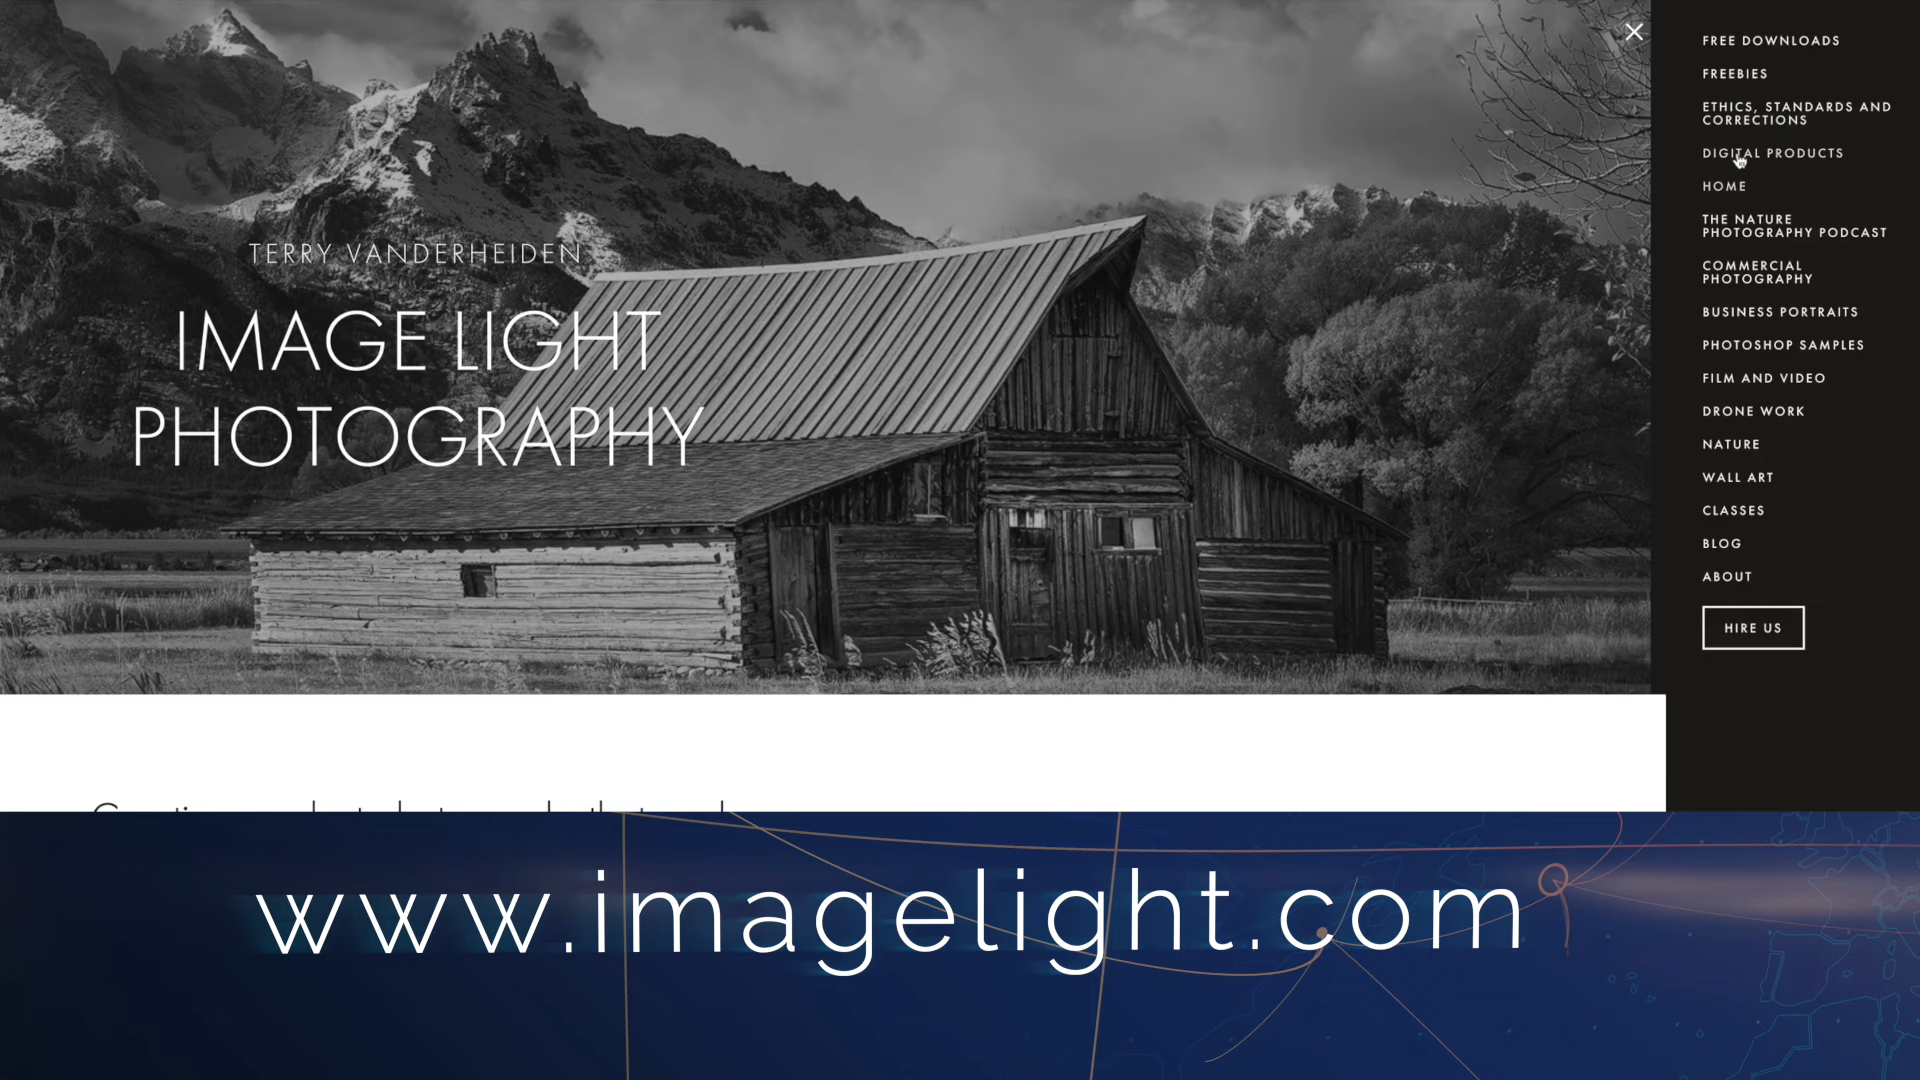 TERRY VANDERHEIDEN
IMAGE LIGHT
PHOTOGRAPHY
FREE DOWNLOADS
FREEBIES
ETHICS, STANDARDS AND
CORRECTIONS
DIGITAL PRODUCTS
HOME
THE NATURE
PHOTOGRAPHY PODCAST
COMMERCIAL
PHOTOGRAPHY
BUSINESS PORTRAITS
PHOTOSHOP SAMPLES
FILM AND VIDEO
DRONE WORK
NATURE
WALL ART
CLASSES
BLOG
ABOUT
HIRE US
www.imagelight.com